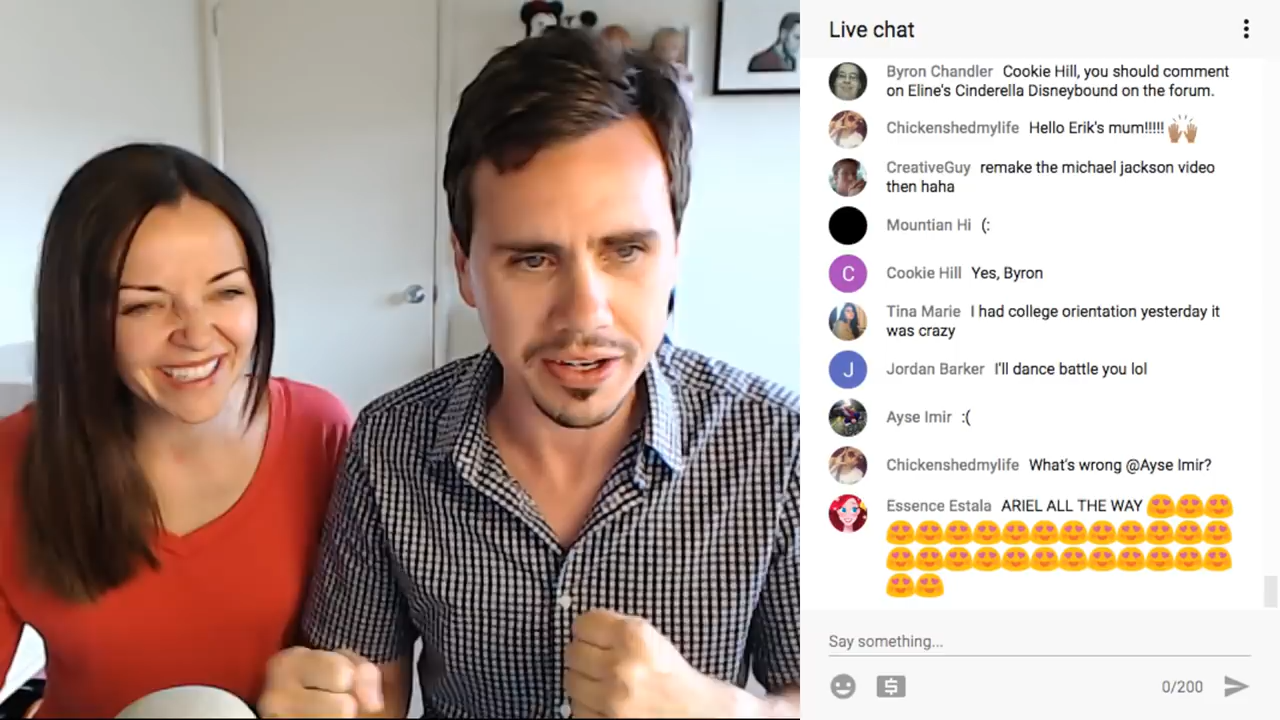 Live chat
Byron Chandler Cookie Hill, you should comment
on Eline's Cinderella Disneybound on the forum.
Chickenshedmylife Hello Erik's mum!!!!! 🙌🏽
CreativeGuy remake the michael jackson video
then haha
Mountian Hi (:
C
Cookie Hill Yes, Byron
Tina Marie I had college orientation yesterday it
was crazy
J
Jordan Barker I'll dance battle you lol
Ayse Imir :(
Chickenshedmylife What's wrong @Ayse Imir?
Essence Estala ARIEL ALL THE WAY 😍😍😍
😍😍😍😍😍😍😍😍😍😍😍😍
😍😍😍😍😍😍😍😍😍😍😍😍
😍😍
Say something...
$
0/200